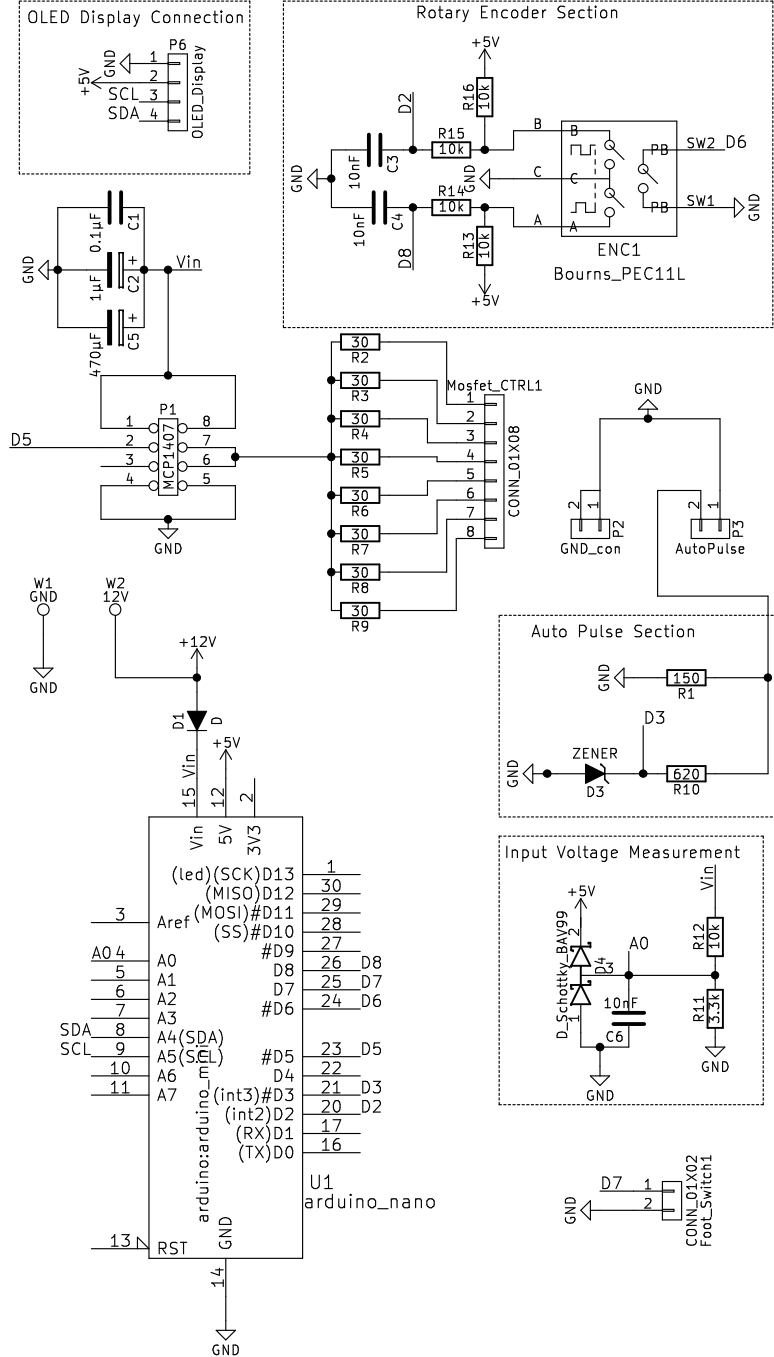 OLED Display Connection
P6
GND 1
+5V 2
SCL 3
SDA 4
OLED_Display
Rotary Encoder Section
+5V
R16
10k
D2
R15
10k
B B
10nF
C3
GND
GND
C C
R14
10k
10nF
C4
A A
D8
R13
10k
+5V
PB SW2 D6
PB SW1 GND
ENC1
Bourns_PEC11L
0.1µF
C1
GND
1µF
+
C2
Vin
470µF
+
C5
P1
MCP1407
1 8
D5 2 7
3 6
4 5
GND
30
R2
30
R3
30
R4
30
R5
30
R6
30
R7
30
R8
30
R9
Mosfet_CTRL1
1
2
3
4
5
6
7
8
CONN_01X08
GND
2
1
P2
GND_con
2
1
P3
AutoPulse
W1
GND
GND
W2
12V
+12V
D1
D
Vin
+5V
15
12
2
Vin
5V
3V3
(led)(SCK)D13 1
(MISO)D12 30
(MOSI)#D11 29
(SS)#D10 28
#D9 27
D8 26 D8
D7 25 D7
#D6 24 D6
#D5 23 D5
D4 22
(int3)#D3 21 D3
(int2)D2 20 D2
(RX)D1 17
(TX)D0 16
3 Aref
A0 4 A0
5 A1
6 A2
7 A3
SDA 8 A4(SDA)
SCL 9 A5(SCL)
10 A6
11 A7
arduino:arduino_mini
U1
arduino_nano
13 RST
GND
14
GND
Auto Pulse Section
GND
150
R1
D3
ZENER
GND
D3
620
R10
Input Voltage Measurement
+5V
Vin
D_Schottky_BAV99
2
D4
3
1
A0
R12
10k
10nF
C6
R11
3.3k
GND
GND
D7 1
GND 2
CONN_01X02
Foot_Switch1